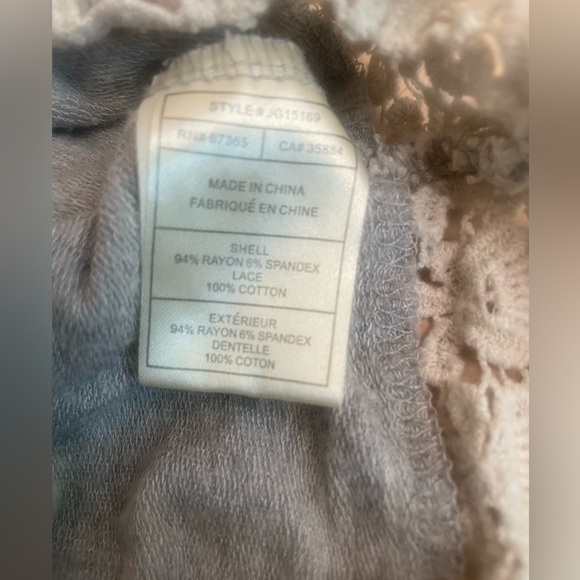 STYLE# JG15169
RN# 67365 CA# 35884
MADE IN CHINA
FABRIQUÉ EN CHINE
SHELL
94% RAYON 6% SPANDEX
LACE
100% COTTON
EXTÉRIEUR
94% RAYON 6% SPANDEX
DENTELLE
100% COTON